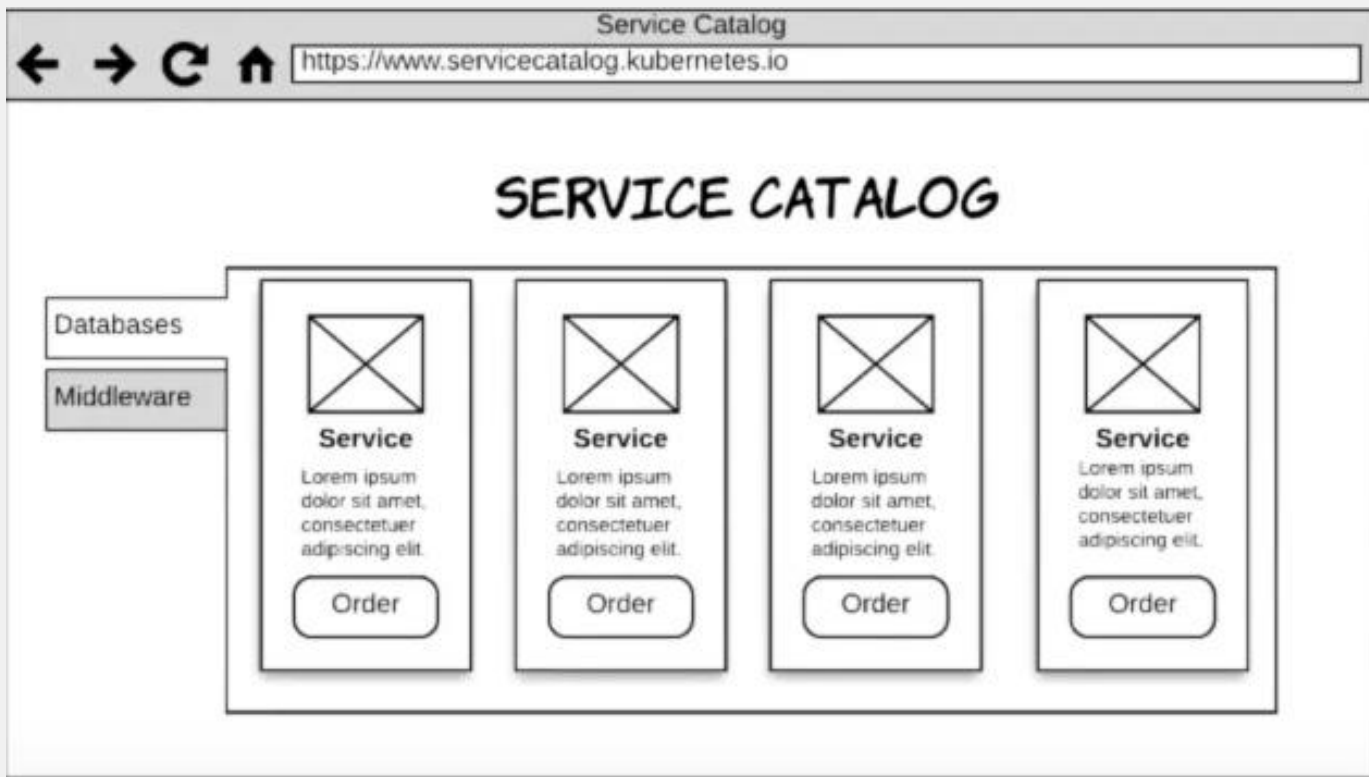 Service Catalog
https://www.servicecatalog.kubernetes.io
SERVICE CATALOG
Databases
Middleware
Service
Lorem ipsum
dolor sit amet,
consectetuer
adipiscing elit.
Order
Service
Lorem ipsum
dolor sit amet,
consectetuer
adipiscing elit.
Order
Service
Lorem ipsum
dolor sit amet,
consectetuer
adipiscing elit.
Order
Service
Lorem ipsum
dolor sit amet,
consectetuer
adipiscing elit.
Order